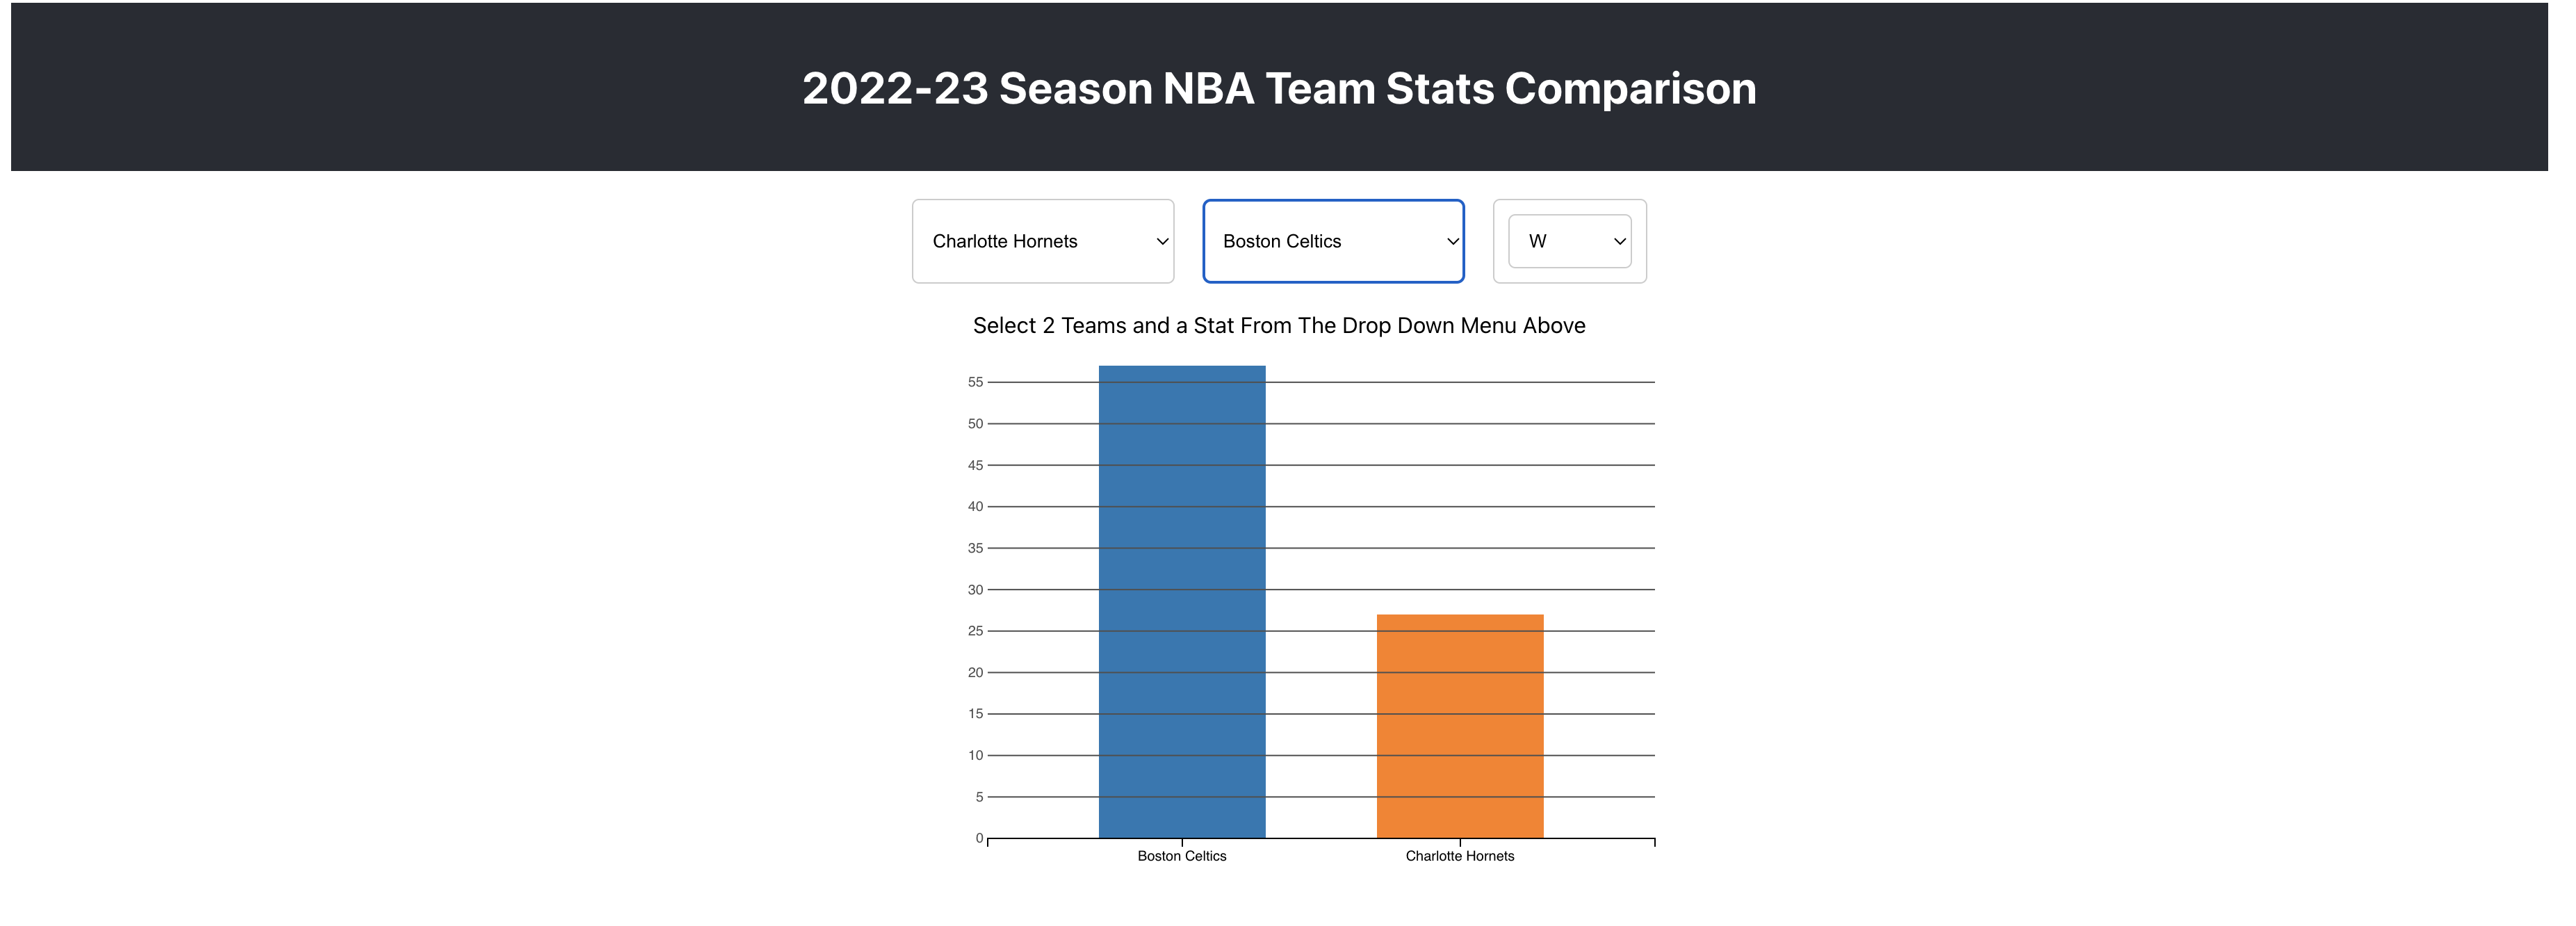 2022-23 Season NBA Team Stats Comparison
Charlotte Hornets
Boston Celtics
W
Select 2 Teams and a Stat From The Drop Down Menu Above
55
50
45
40
35
30
25
20
15
10
5
0
Boston Celtics
Charlotte Hornets